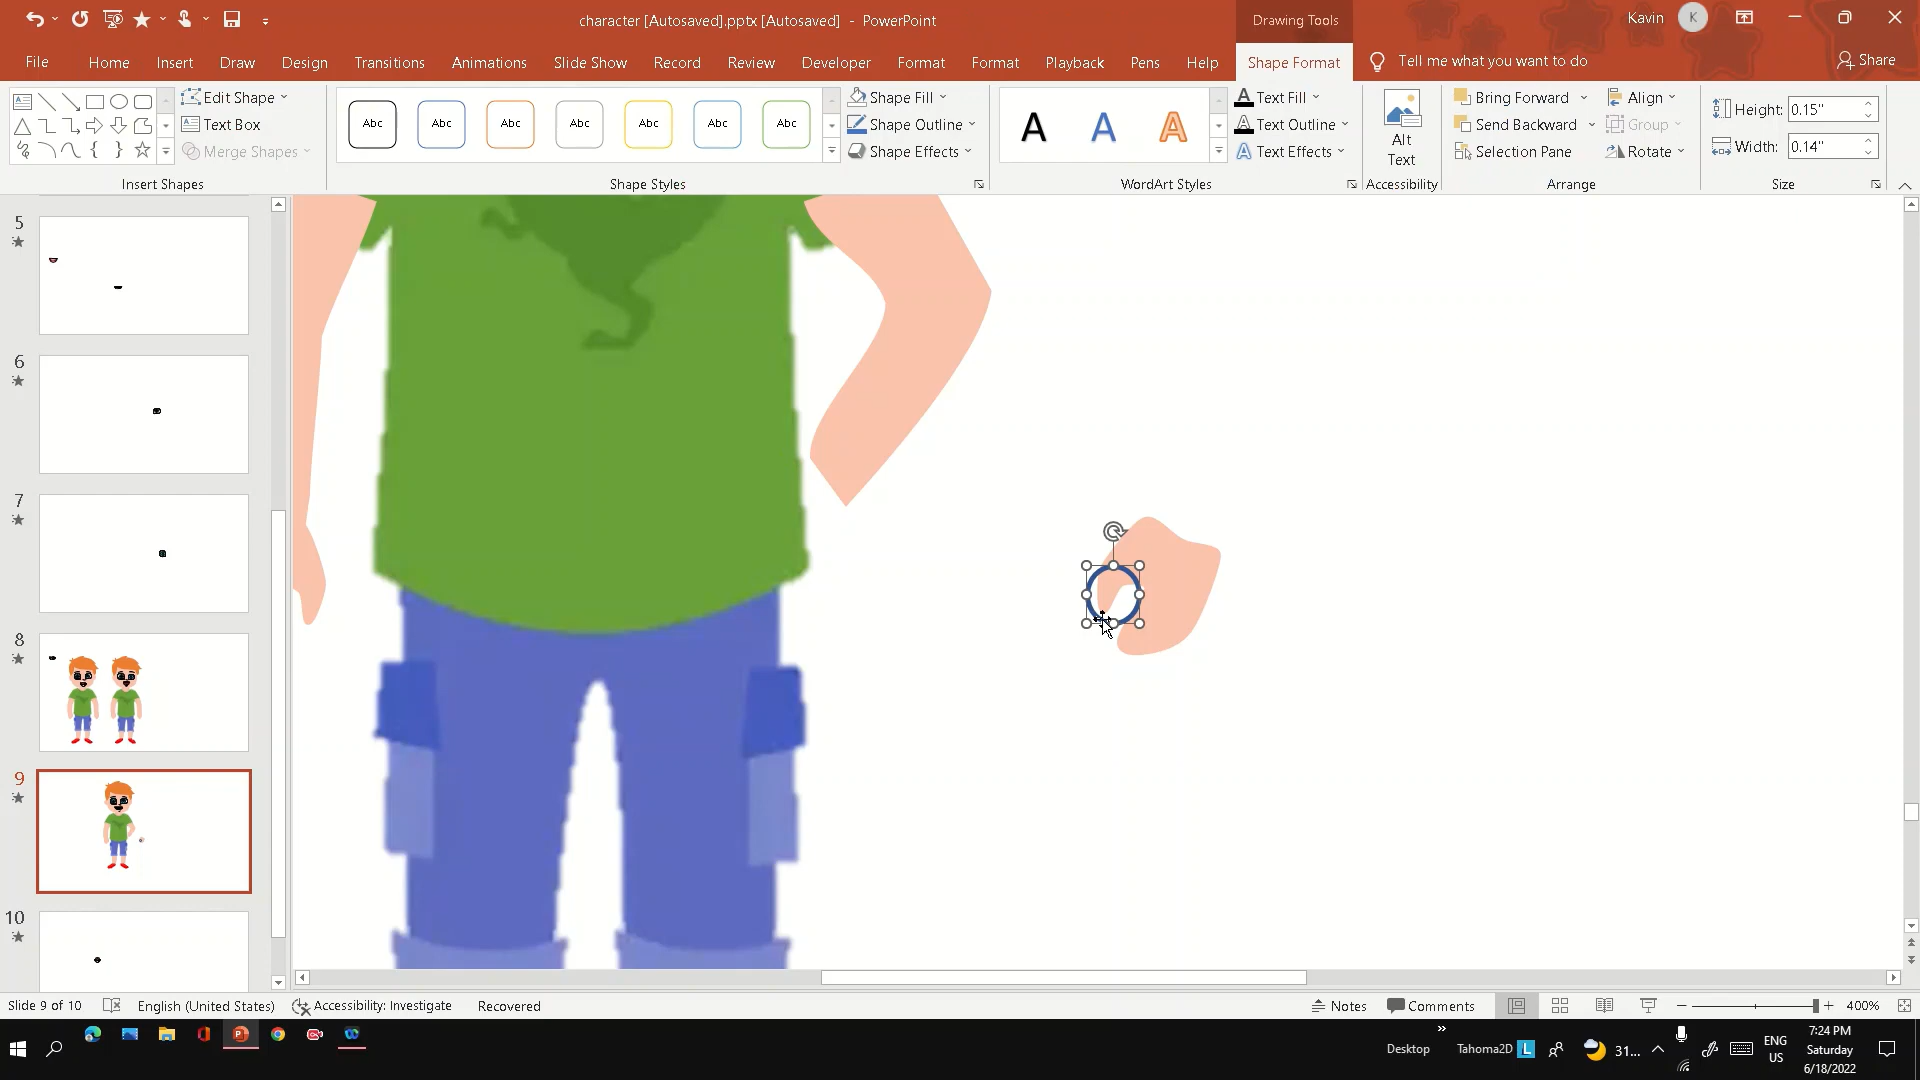 character [Autosaved].pptx [Autosaved] - PowerPoint
Drawing Tools
Kavin
K
File
Home
Insert
Draw
Design
Transitions
Animations
Slide Show
Record
Review
Developer
Format
Format
Playback
Pens
Help
Shape Format
Tell me what you want to do
Share
Edit Shape
Text Box
Merge Shapes
Insert Shapes
Abc
Abc
Abc
Abc
Abc
Abc
Abc
Shape Fill
Shape Outline
Shape Effects
Shape Styles
A
A
A
Text Fill
Text Outline
Text Effects
WordArt Styles
Alt
Text
Accessibility
Bring Forward
Send Backward
Selection Pane
Align
Group
Rotate
Arrange
Height: 0.15"
Width: 0.14"
Size
5
6
7
8
9
10
Slide 9 of 10
English (United States)
Accessibility: Investigate
Recovered
Notes
Comments
400%
Desktop
Tahoma2D
L
31...
ENG
US
7:24 PM
Saturday
6/18/2022